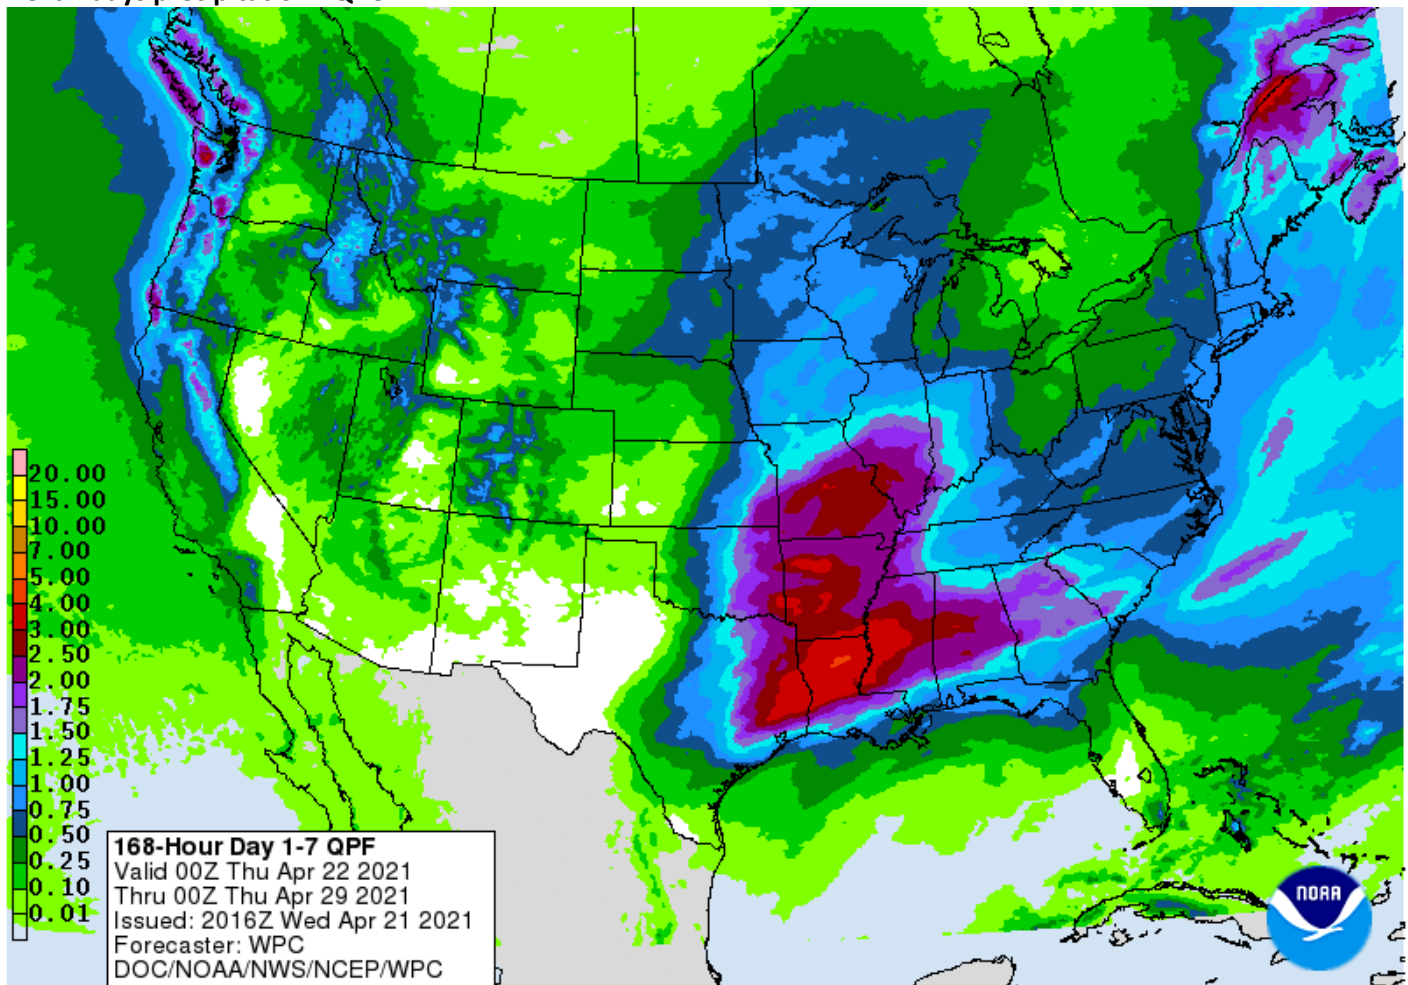 20.00
15.00
10.00
7.00
5.00
4.00
3.00
2.50
2.00
1.75
1.50
1.25
1.00
0.75
0.50
0.25
0.10
0.01
168-Hour Day 1-7 QPF
Valid 00Z Thu Apr 22 2021
Thru 00Z Thu Apr 29 2021
Issued: 2016Z Wed Apr 21 2021
Forecaster: WPC
DOC/NOAA/NWS/NCEP/WPC
NOAA